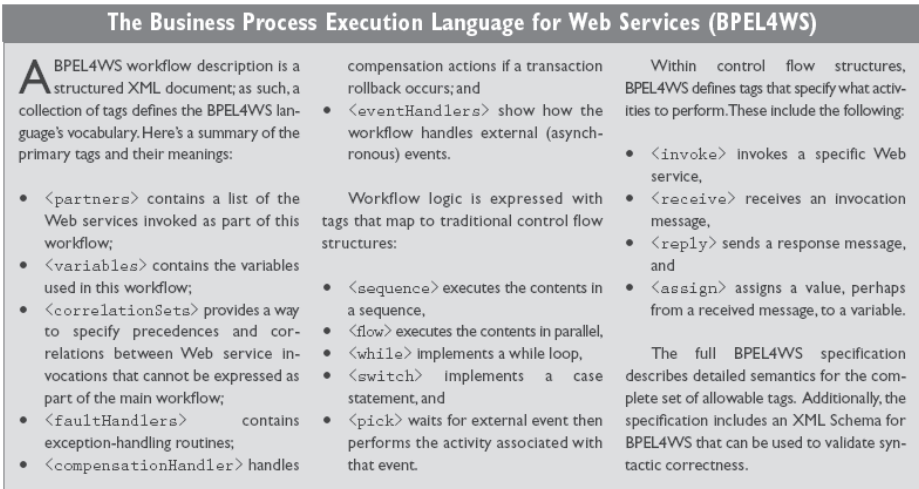 The Business Process Execution Language for Web Services (BPEL4WS)
A BPEL4WS workflow description is a
structured XML document; as such, a
collection of tags defines the BPEL4WS lan-
guage's vocabulary. Here's a summary of the
primary tags and their meanings:
• <partners> contains a list of the
Web services invoked as part of this
workflow;
• <variables> contains the variables
used in this workflow;
• <correlationSets> provides a way
to specify precedences and cor-
relations between Web service in-
vocations that cannot be expressed as
part of the main workflow;
• <faultHandlers> contains
exception-handling routines;
• <compensationHandler> handles
compensation actions if a transaction
rollback occurs; and
• <eventHandlers> show how the
workflow handles external (asynch-
ronous) events.
Workflow logic is expressed with
tags that map to traditional control flow
structures:
• <sequence> executes the contents in
a sequence,
• <flow> executes the contents in parallel,
• <while> implements a while loop,
• <switch> implements a case
statement, and
• <pick> waits for external event then
performs the activity associated with
that event.
Within control flow structures,
BPEL4WS defines tags that specify what activ-
ities to perform. These include the following:
• <invoke> invokes a specific Web
service,
• <receive> receives an invocation
message,
• <reply> sends a response message,
and
• <assign> assigns a value, perhaps
from a received message, to a variable.
The full BPEL4WS specification
describes detailed semantics for the com-
plete set of allowable tags. Additionally, the
specification includes an XML Schema for
BPEL4WS that can be used to validate syn-
tactic correctness.